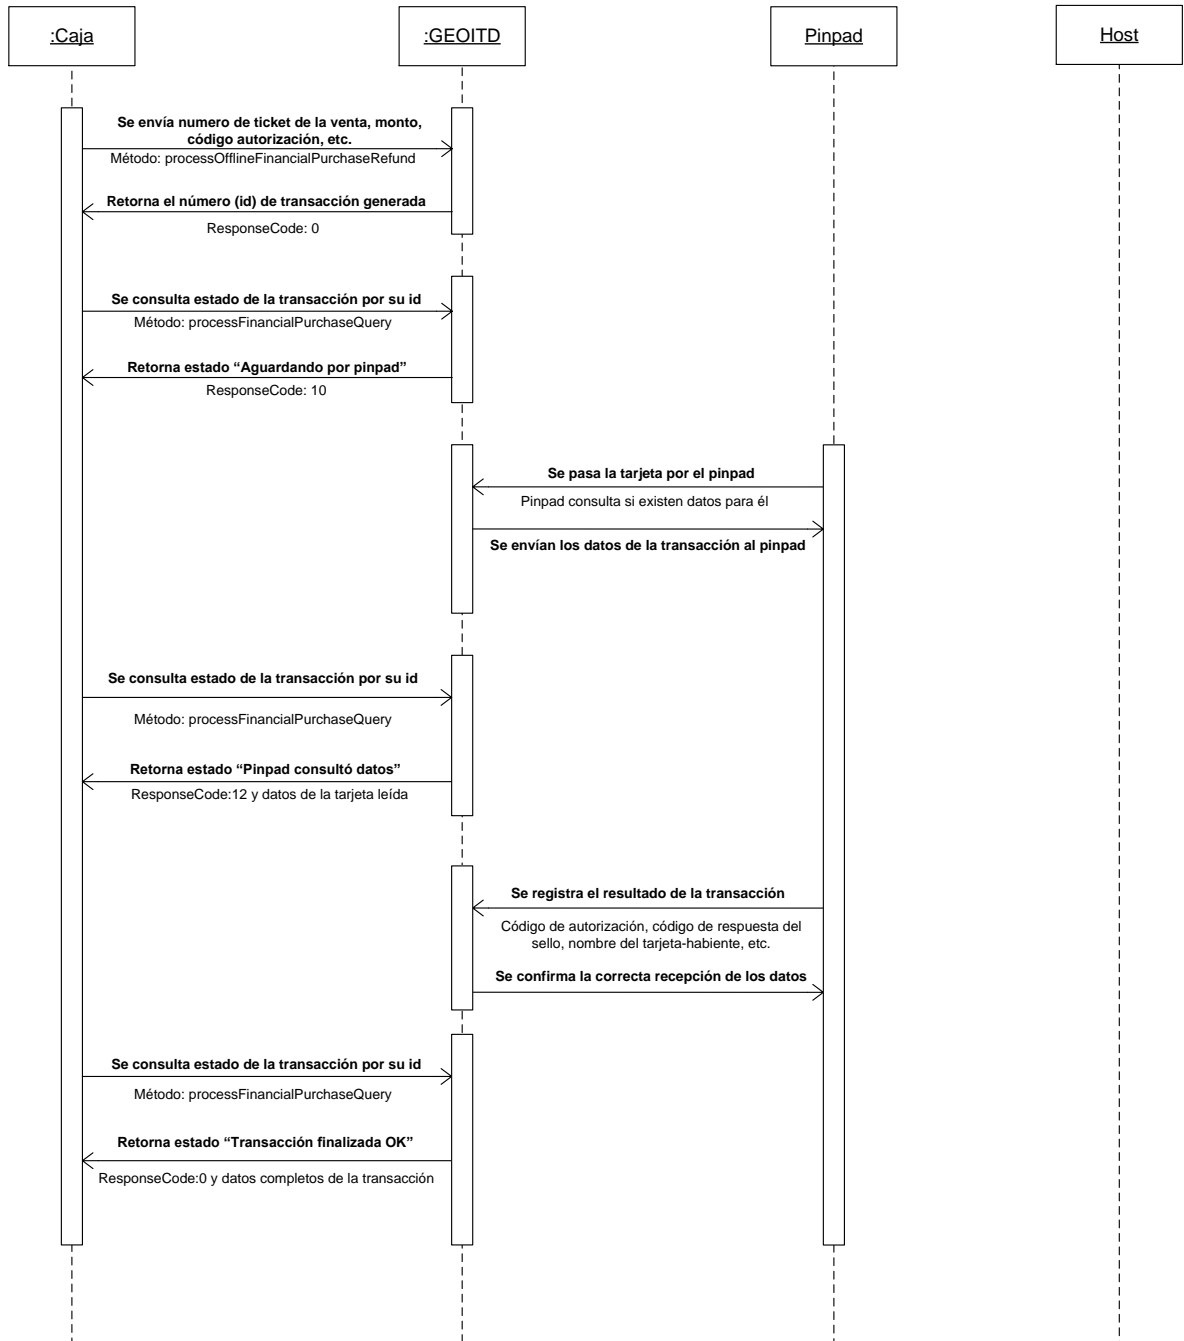 :Caja
:GEOITD
Pinpad
Host
Se envía numero de ticket de la venta, monto,
código autorización, etc.
Método: processOfflineFinancialPurchaseRefund
Retorna el número (id) de transacción generada
ResponseCode: 0
Se consulta estado de la transacción por su id
Método: processFinancialPurchaseQuery
Retorna estado “Aguardando por pinpad”
ResponseCode: 10
Se pasa la tarjeta por el pinpad
Pinpad consulta si existen datos para él
Se envían los datos de la transacción al pinpad
Se consulta estado de la transacción por su id
Método: processFinancialPurchaseQuery
Retorna estado “Pinpad consultó datos”
ResponseCode:12 y datos de la tarjeta leída
Se registra el resultado de la transacción
Código de autorización, código de respuesta del
sello, nombre del tarjeta-habiente, etc.
Se confirma la correcta recepción de los datos
Se consulta estado de la transacción por su id
Método: processFinancialPurchaseQuery
Retorna estado “Transacción finalizada OK”
ResponseCode:0 y datos completos de la transacción